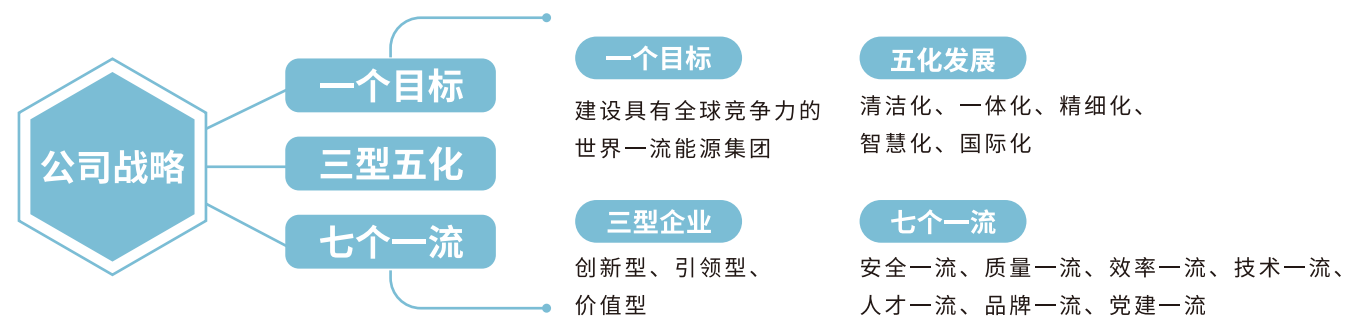 公司战略
一个目标
三型五化
七个一流
一个目标
建设具有全球竞争力的
世界一流能源集团
五化发展
清洁化、一体化、精细化、
智慧化、国际化
三型企业
创新型、引领型、
价值型
七个一流
安全一流、质量一流、效率一流、技术一流、
人才一流、品牌一流、党建一流